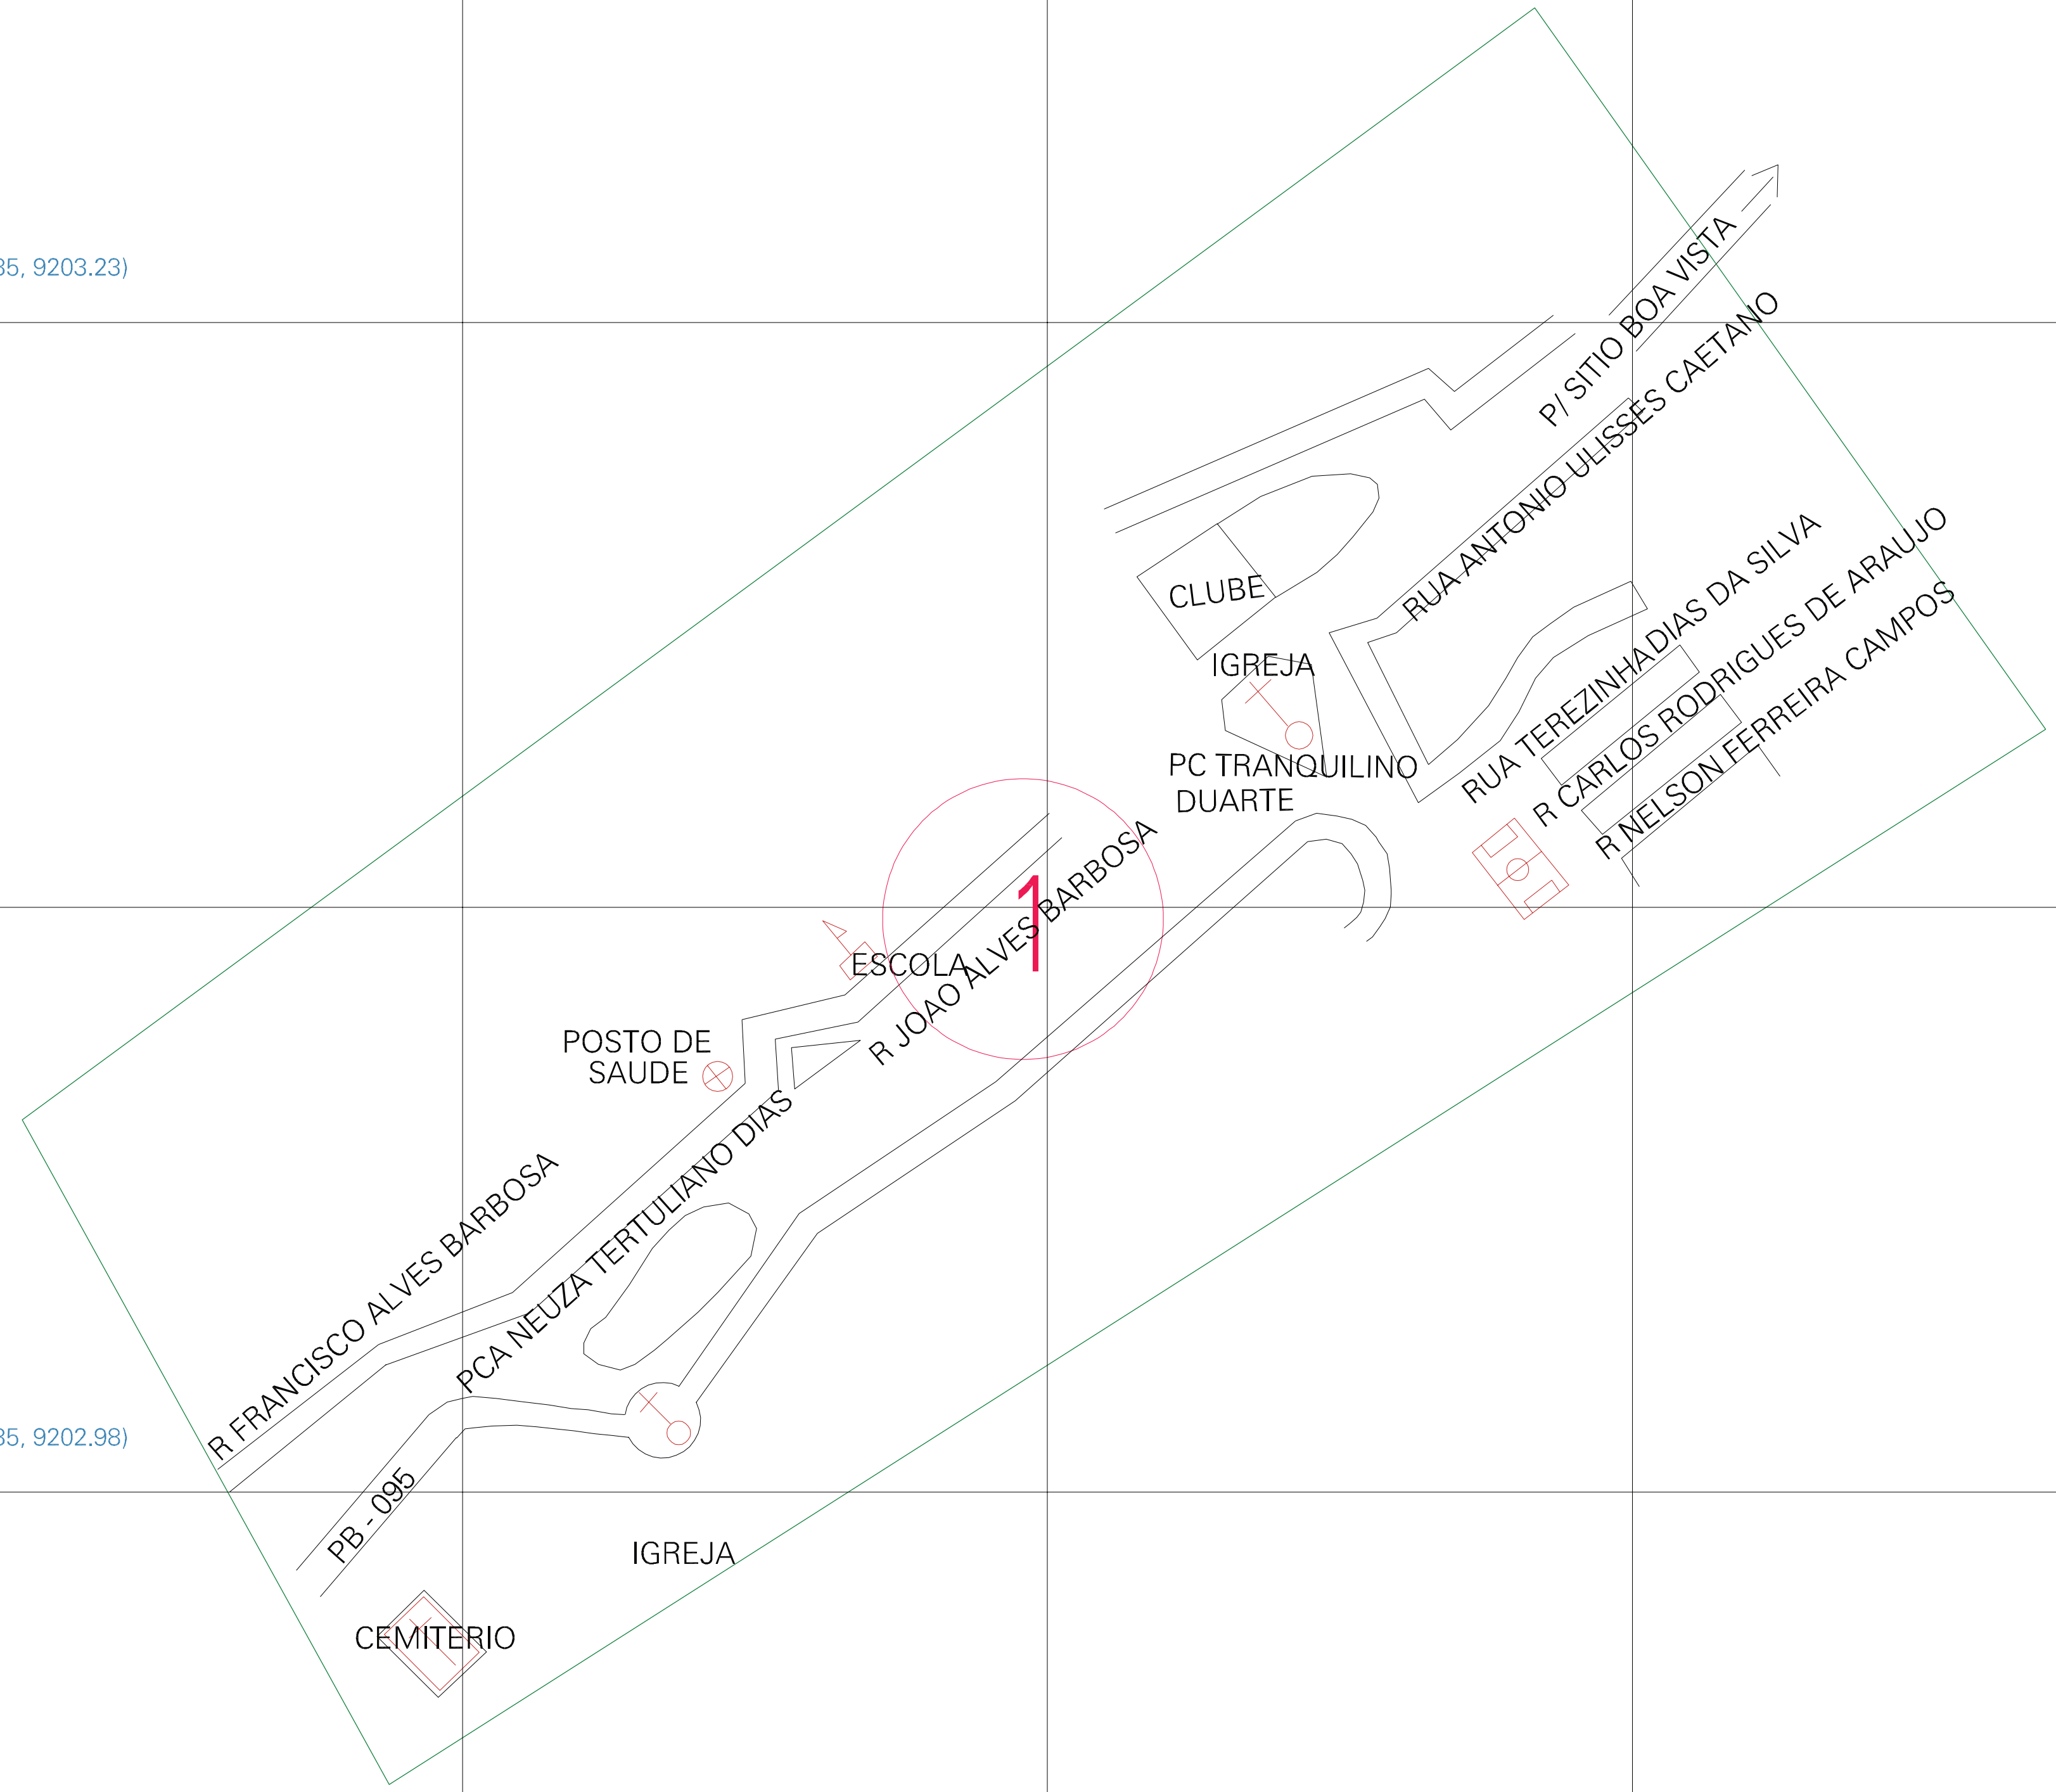 35, 9203.23)
P/ SITIO BOA VISTA
RUA ANTONIO ULISSES CAETANO
CLUBE
IGREJA
RUA TEREZINHA DIAS DA SILVA
R CARLOS RODRIGUES DE ARAUJO
R NELSON FERREIRA CAMPOS
PC TRANQUILINO
DUARTE
1
R JOAO ALVES BARBOSA
ESCOLA
POSTO DE
SAUDE
PCA NEUZA TERTULIANO DIAS
R FRANCISCO ALVES BARBOSA
35, 9202.98)
PB - 095
IGREJA
CEMITERIO